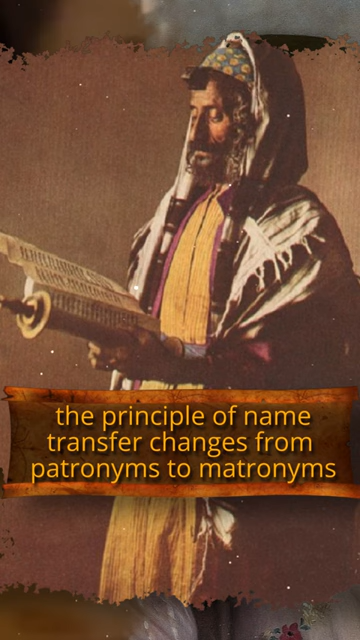 the principle of name
transfer changes from
patronyms to matronyms